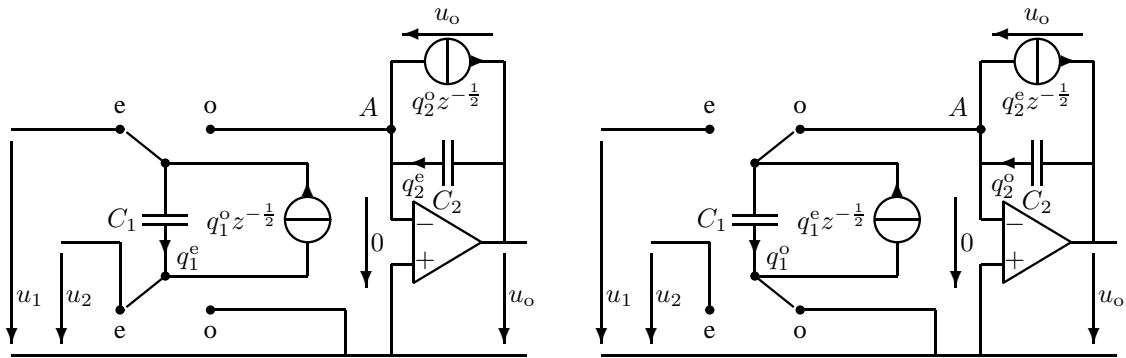 u_o
q_2^o z^{-1/2}
e
o
A
q_2^e
C_2
C_1
q_1^o z^{-1/2}
−
+
0
q_1^e
u_1
u_2
e
o
u_o
u_o
q_2^e z^{-1/2}
e
o
A
q_2^o
C_2
C_1
q_1^e z^{-1/2}
−
+
0
q_1^o
u_1
u_2
e
o
u_o